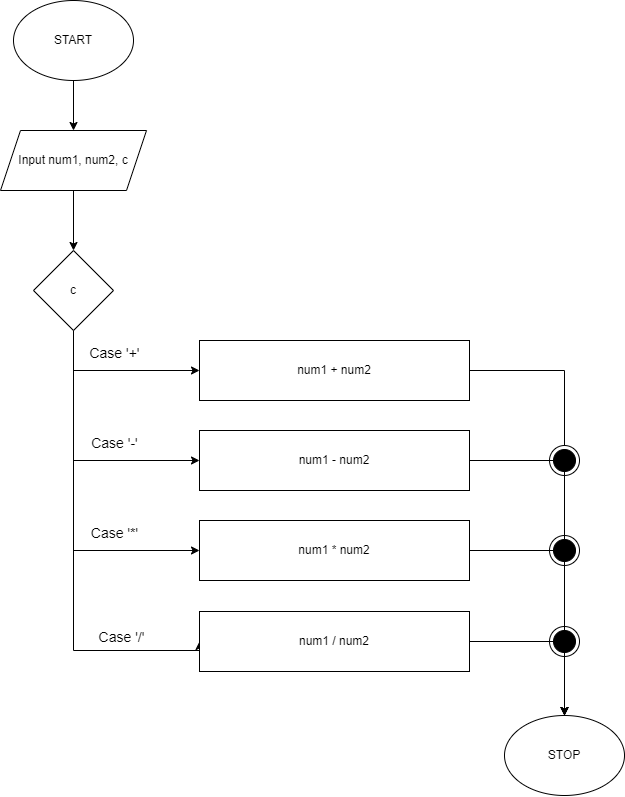 START
Input num1, num2, c
c
Case '+'
num1 + num2
Case '-'
num1 - num2
Case '*'
num1 * num2
Case '/'
num1 / num2
STOP